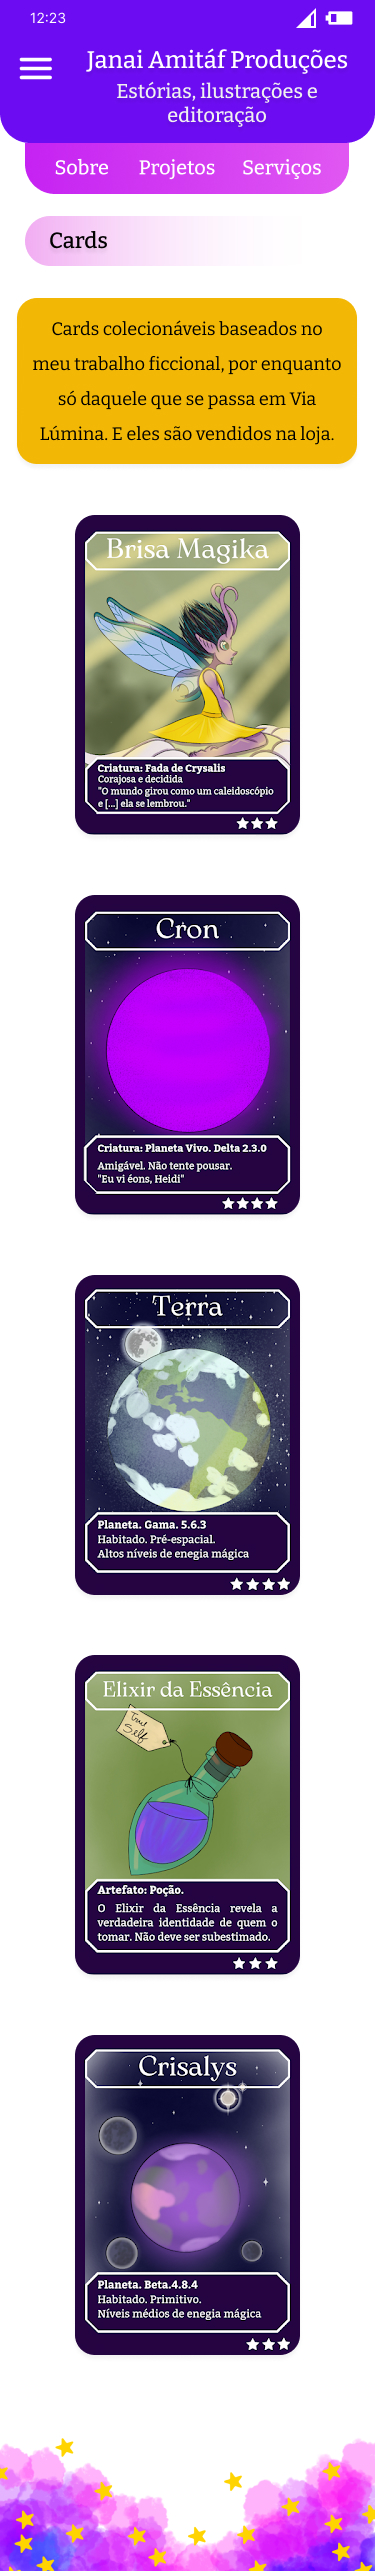 12:23
Janai Amitáf Produções
Estórias, ilustrações e
editoração
Sobre Projetos Serviços
Cards
Cards colecionáveis baseados no
meu trabalho ficcional, por enquanto
só daquele que se passa em Via
Lúmina. E eles são vendidos na loja.
Brisa Magika
Criatura: Fada de Crysalis
Corajosa e decidida
"O mundo girou como um caleidoscópio
e [...] ela se lembrou."
Cron
Criatura: Planeta Vivo. Delta 2.3.0
Amigável. Não tente pousar.
"Eu vi éons, Heidi"
Terra
Planeta. Gama. 5.6.3
Habitado. Pré-espacial.
Altos níveis de enegia mágica
Elixir da Essência
True
Self
Artefato: Poção.
O Elixir da Essência revela a
verdadeira identidade de quem o
tomar. Não deve ser subestimado.
Crisalys
Planeta. Beta.4.8.4
Habitado. Primitivo.
Níveis médios de enegia mágica